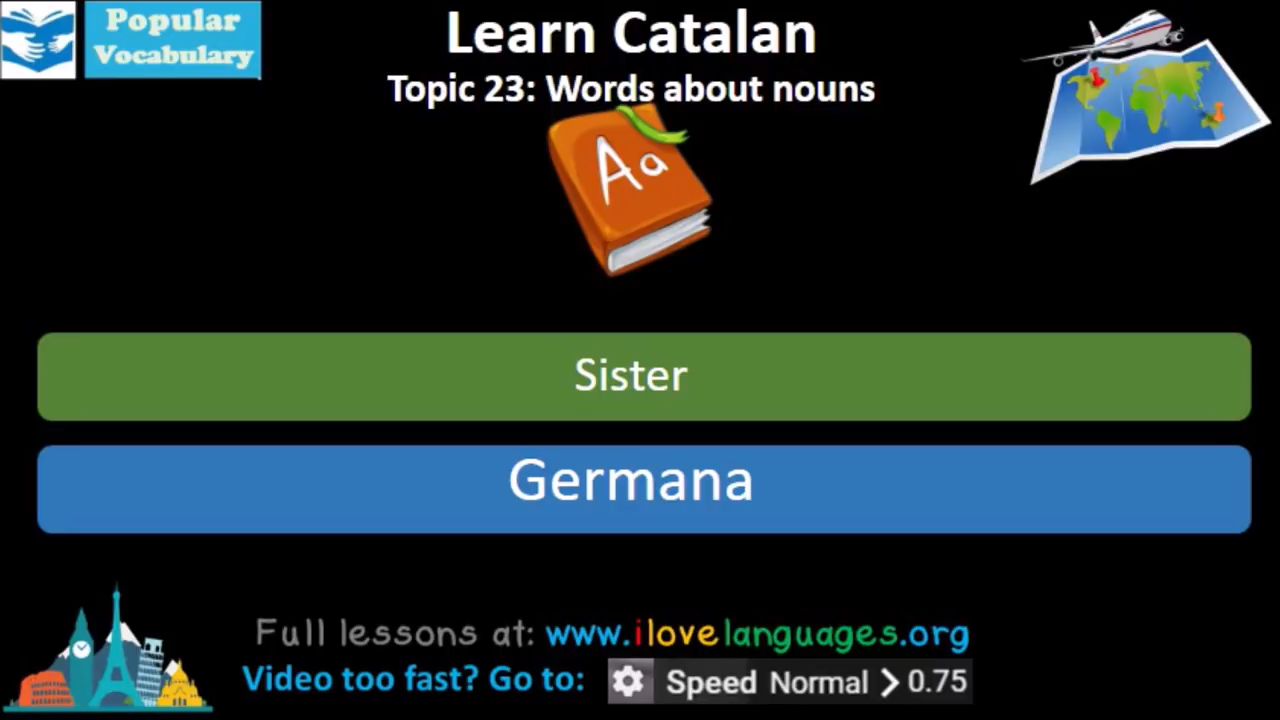 Popular
Vocabulary
Learn Catalan
Topic 23: Words about nouns
Aa
Sister
Germana
Full lessons at: www.ilovelanguages.org
Video too fast? Go to: Speed Normal > 0.75